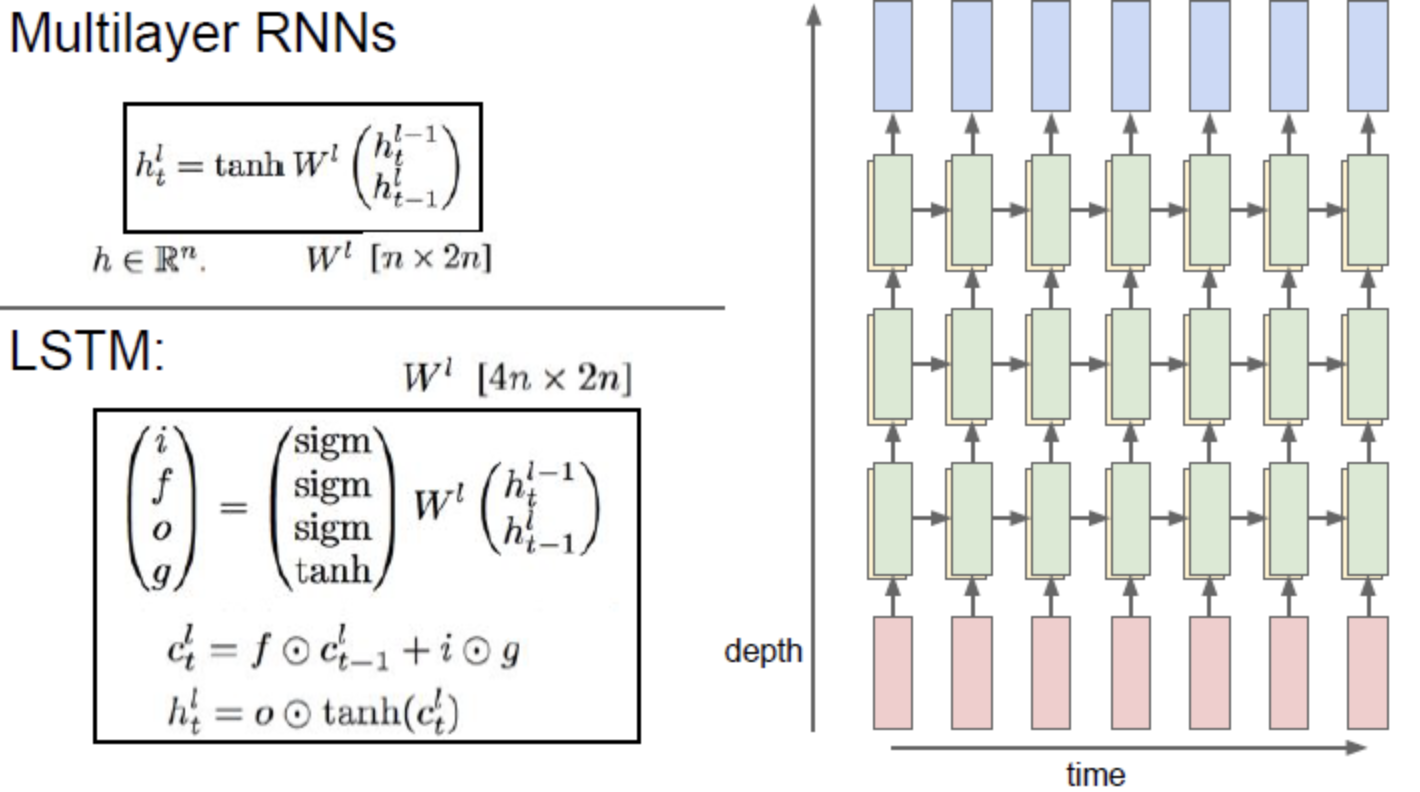 Multilayer RNNs
$h_t^l = \tanh W^l \begin{pmatrix} h_t^{l-1} \\ h_{t-1}^l \end{pmatrix}$
$h \in \mathbb{R}^n.$ $W^l \ [n \times 2n]$
LSTM:
$W^l \ [4n \times 2n]$
$\begin{pmatrix} i \\ f \\ o \\ g \end{pmatrix} = \begin{pmatrix} \text{sigm} \\ \text{sigm} \\ \text{sigm} \\ \tanh \end{pmatrix} W^l \begin{pmatrix} h_t^{l-1} \\ h_{t-1}^l \end{pmatrix}$
$c_t^l = f \odot c_{t-1}^l + i \odot g$
$h_t^l = o \odot \tanh(c_t^l)$
depth
time